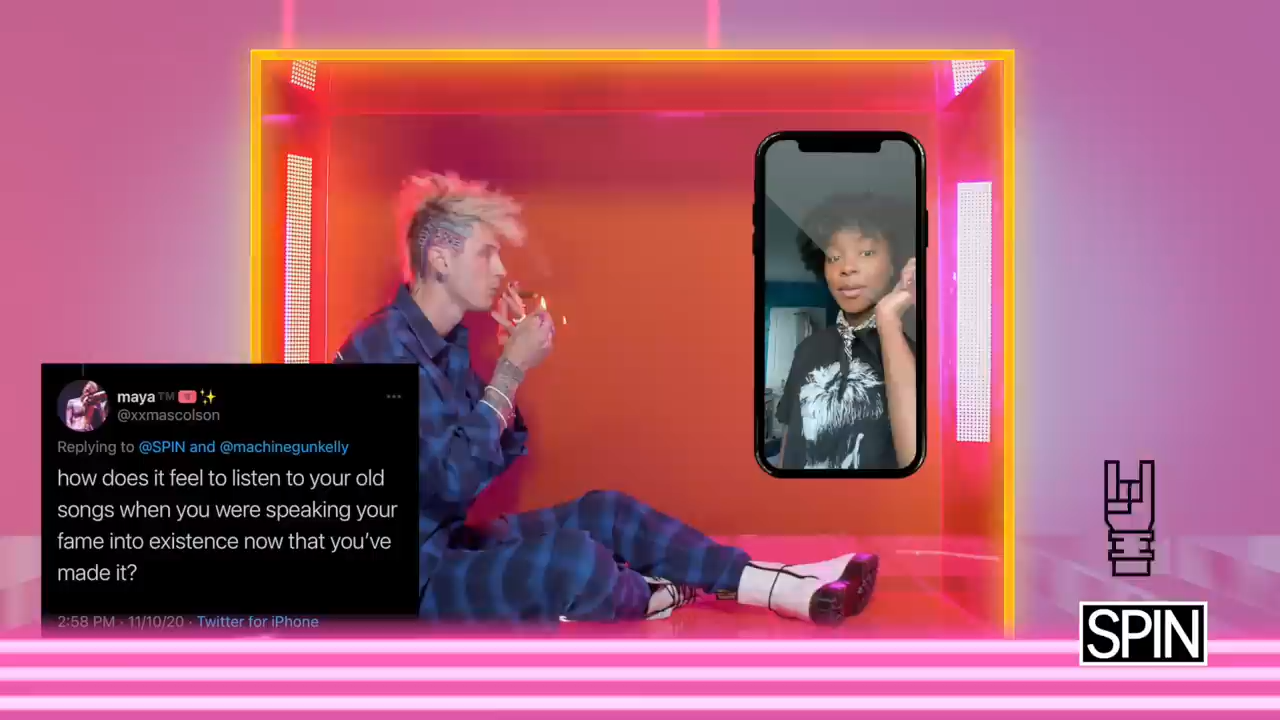 maya™
@xxmascolson
Replying to @SPIN and @machinegunkelly
how does it feel to listen to your old
songs when you were speaking your
fame into existence now that you’ve
made it?
2:58 PM · 11/10/20 · Twitter for iPhone
SPIN